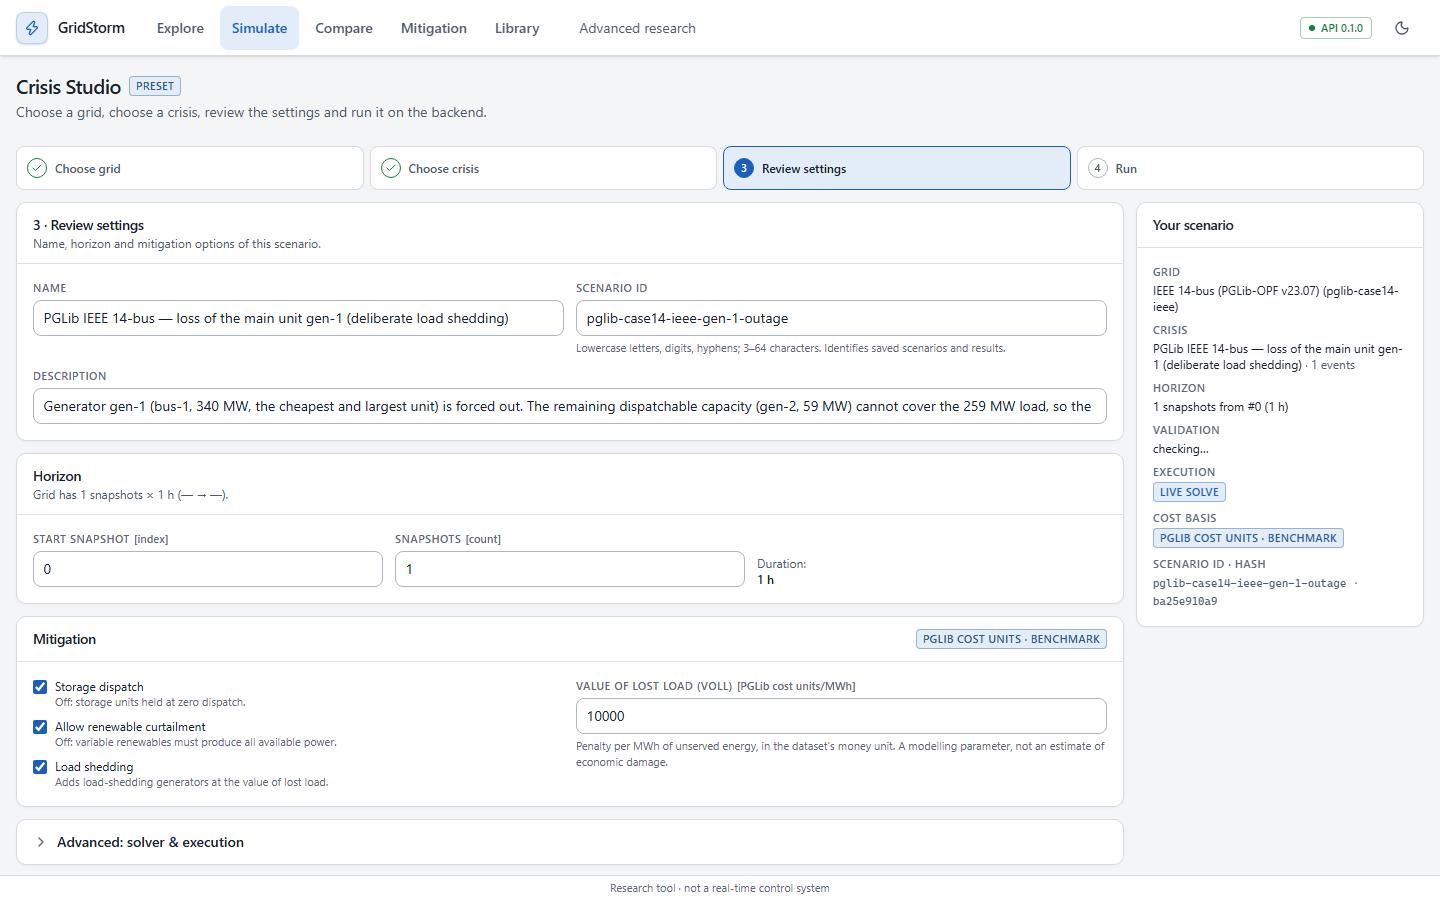 GridStorm
Explore
Simulate
Compare
Mitigation
Library
Advanced research
API 0.1.0
Crisis Studio
PRESET
Choose a grid, choose a crisis, review the settings and run it on the backend.
Choose grid
Choose crisis
3 Review settings
4 Run
3 · Review settings
Name, horizon and mitigation options of this scenario.
NAME
PGLib IEEE 14-bus — loss of the main unit gen-1 (deliberate load shedding)
SCENARIO ID
pglib-case14-ieee-gen-1-outage
Lowercase letters, digits, hyphens; 3–64 characters. Identifies saved scenarios and results.
DESCRIPTION
Generator gen-1 (bus-1, 340 MW, the cheapest and largest unit) is forced out. The remaining dispatchable capacity (gen-2, 59 MW) cannot cover the 259 MW load, so the
Horizon
Grid has 1 snapshots × 1 h (— → —).
START SNAPSHOT [index]
0
SNAPSHOTS [count]
1
Duration:
1 h
Mitigation
PGLIB COST UNITS · BENCHMARK
Storage dispatch
Off: storage units held at zero dispatch.
Allow renewable curtailment
Off: variable renewables must produce all available power.
Load shedding
Adds load-shedding generators at the value of lost load.
VALUE OF LOST LOAD (VOLL) [PGLib cost units/MWh]
10000
Penalty per MWh of unserved energy, in the dataset's money unit. A modelling parameter, not an estimate of
economic damage.
Advanced: solver & execution
Your scenario
GRID
IEEE 14-bus (PGLib-OPF v23.07) (pglib-case14-
ieee)
CRISIS
PGLib IEEE 14-bus — loss of the main unit gen-
1 (deliberate load shedding) · 1 events
HORIZON
1 snapshots from #0 (1 h)
VALIDATION
checking…
EXECUTION
LIVE SOLVE
COST BASIS
PGLIB COST UNITS · BENCHMARK
SCENARIO ID · HASH
pglib-case14-ieee-gen-1-outage ·
ba25e910a9
Research tool · not a real-time control system